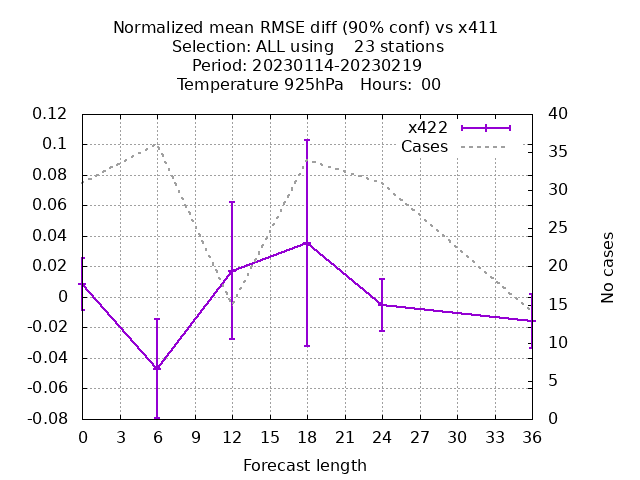 Normalized mean RMSE diff (90% conf) vs x411
Selection: ALL using    23 stations
Period: 20230114-20230219
Temperature 925hPa   Hours:  00
0.12
0.1
0.08
0.06
0.04
0.02
0
-0.02
-0.04
-0.06
-0.08
x422
Cases
40
35
30
25
20
15
10
5
0
No cases
0 3 6 9 12 15 18 21 24 27 30 33 36
Forecast length